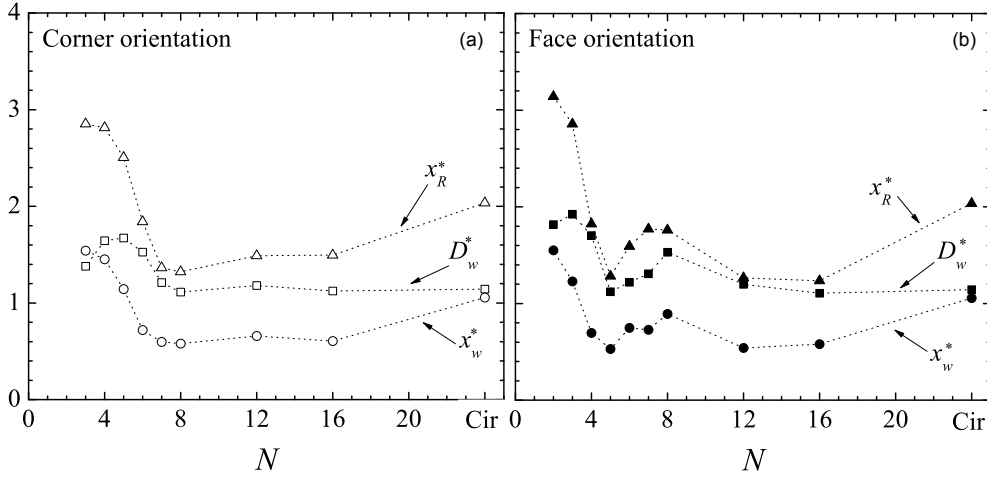 Corner orientation (a)
Face orientation (b)
4
3
2
1
0
x*R
D*w
x*w
x*R
D*w
x*w
0 4 8 12 16 20 Cir
0 4 8 12 16 20 Cir
N
N